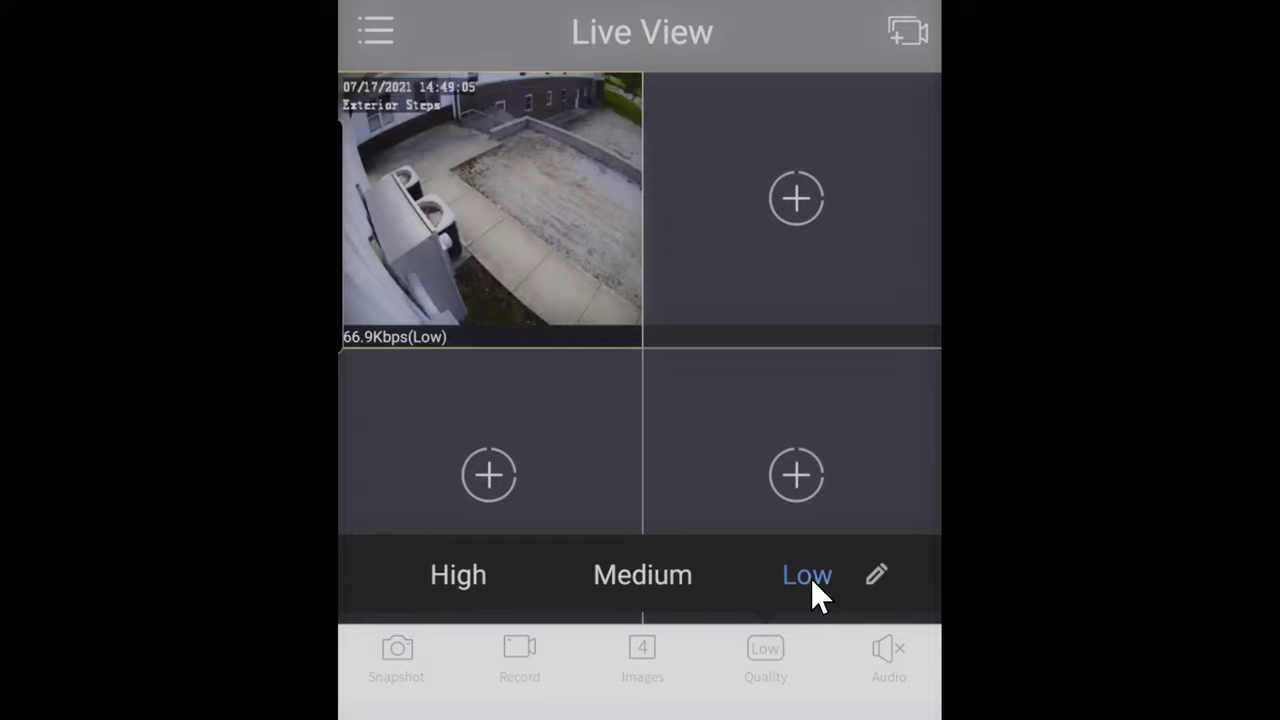 Live View
07/17/2021 14:49:05
Exterior Steps
66.9Kbps(Low)
High Medium Low
4 Low
Snapshot Record Images Quality Audio